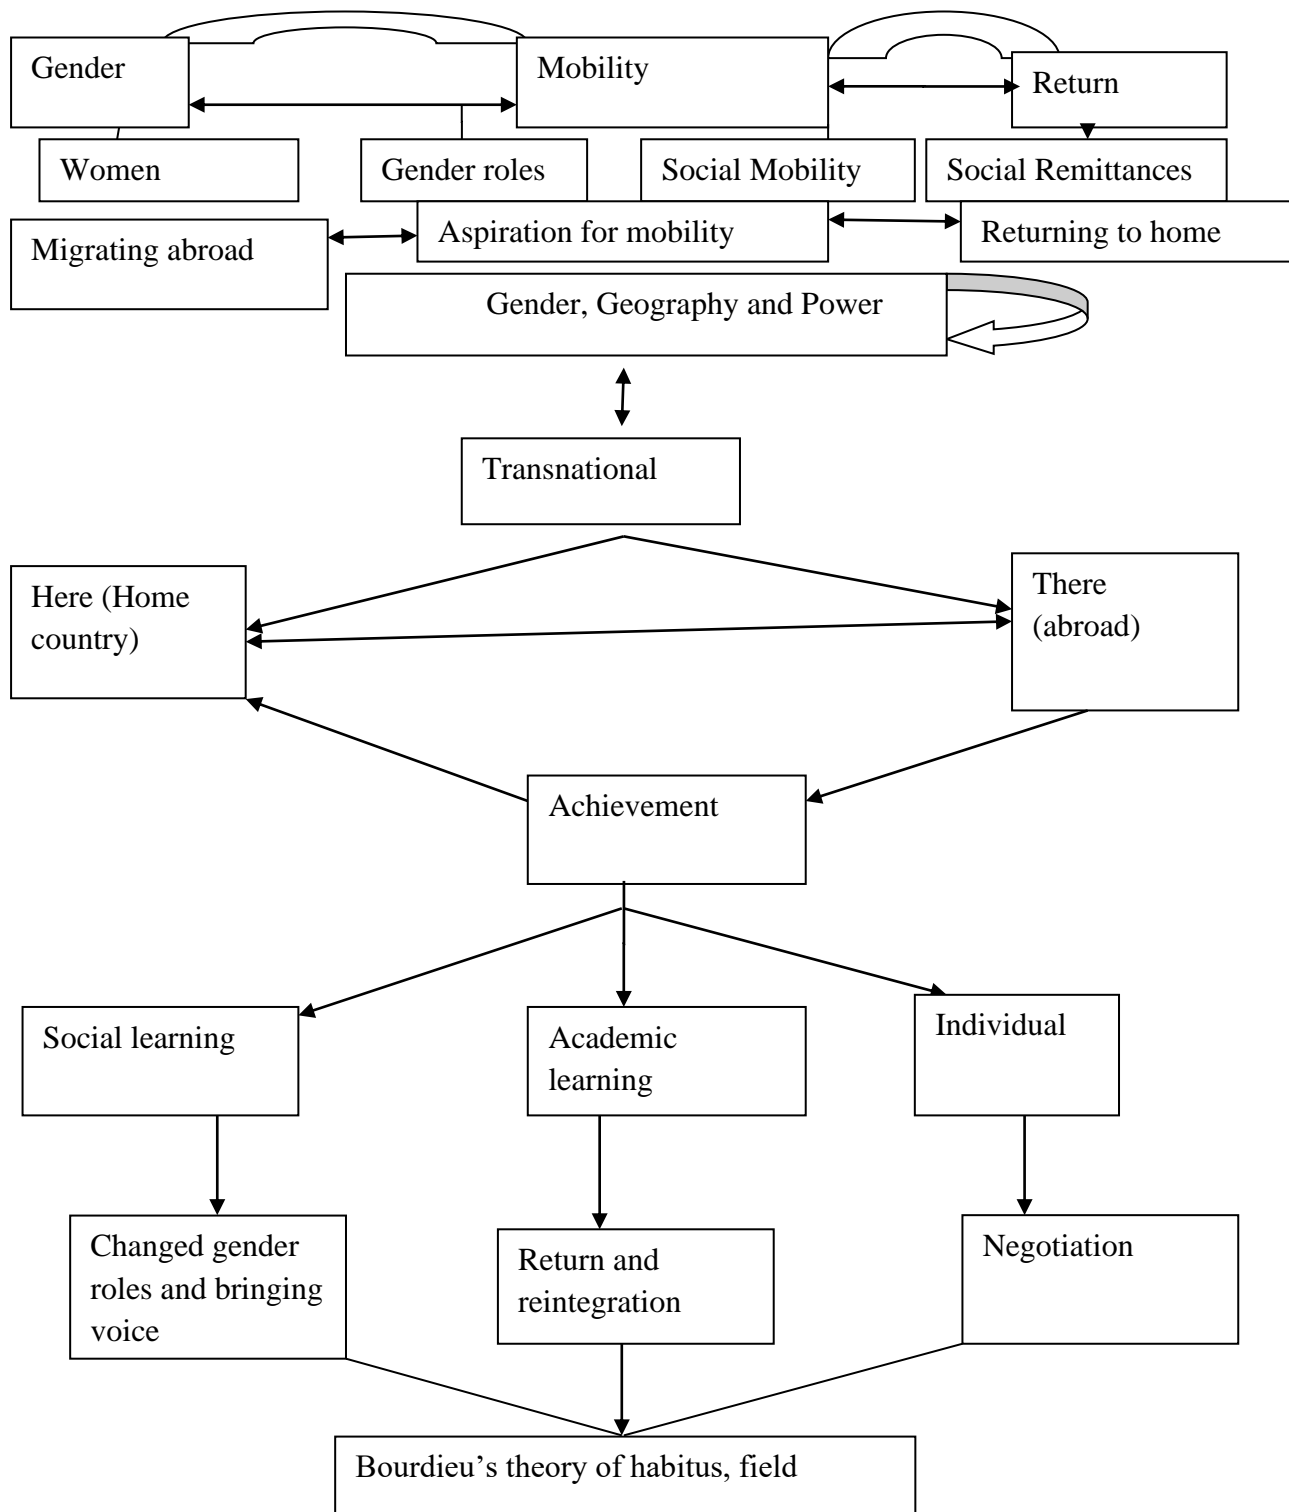 Gender
Mobility
Return
Women
Gender roles
Social Mobility
Social Remittances
Migrating abroad
Aspiration for mobility
Returning to home
Gender, Geography and Power
Transnational
Here (Home
country)
There
(abroad)
Achievement
Social learning
Academic
learning
Individual
Changed gender
roles and bringing
voice
Return and
reintegration
Negotiation
Bourdieu’s theory of habitus, field